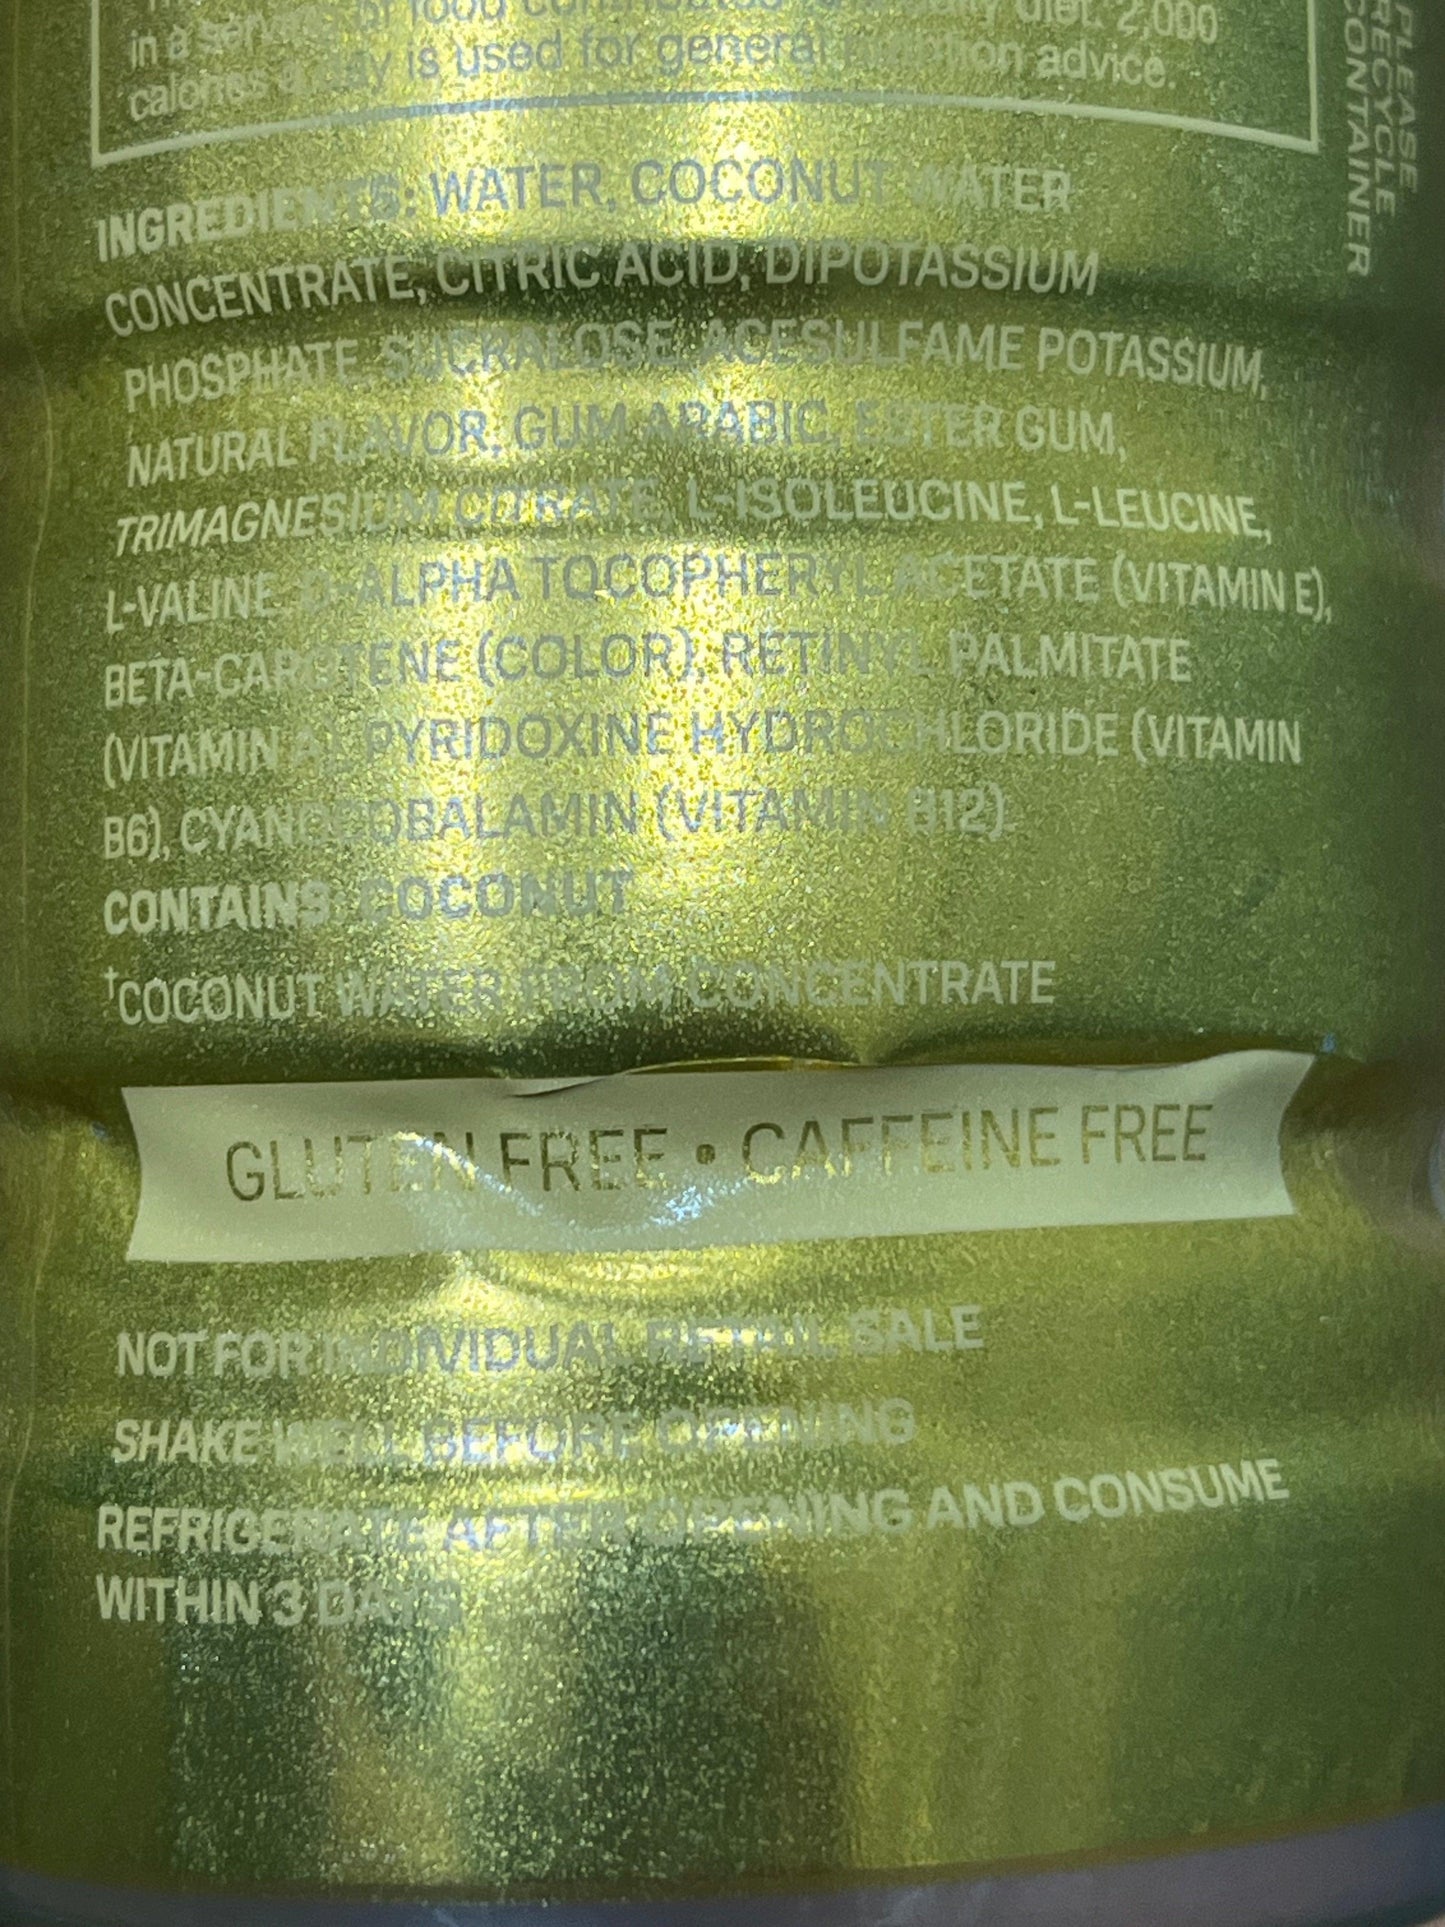 in a serving of food contributes to a daily diet. 2,000
calories a day is used for general nutrition advice.
INGREDIENTS: WATER, COCONUT WATER
CONCENTRATE, CITRIC ACID, DIPOTASSIUM
PHOSPHATE, SUCRALOSE, ACESULFAME POTASSIUM,
NATURAL FLAVOR, GUM ARABIC, ESTER GUM,
TRIMAGNESIUM CITRATE, L-ISOLEUCINE, L-LEUCINE,
L-VALINE, D-ALPHA TOCOPHERYL ACETATE (VITAMIN E),
BETA-CAROTENE (COLOR), RETINYL PALMITATE
(VITAMIN A), PYRIDOXINE HYDROCHLORIDE (VITAMIN
B6), CYANOCOBALAMIN (VITAMIN B12).
CONTAINS: COCONUT
†COCONUT WATER FROM CONCENTRATE
GLUTEN FREE • CAFFEINE FREE
NOT FOR INDIVIDUAL RETAIL SALE
SHAKE WELL BEFORE OPENING
REFRIGERATE AFTER OPENING AND CONSUME
WITHIN 3 DAYS
PLEASE
RECYCLE
CONTAINER